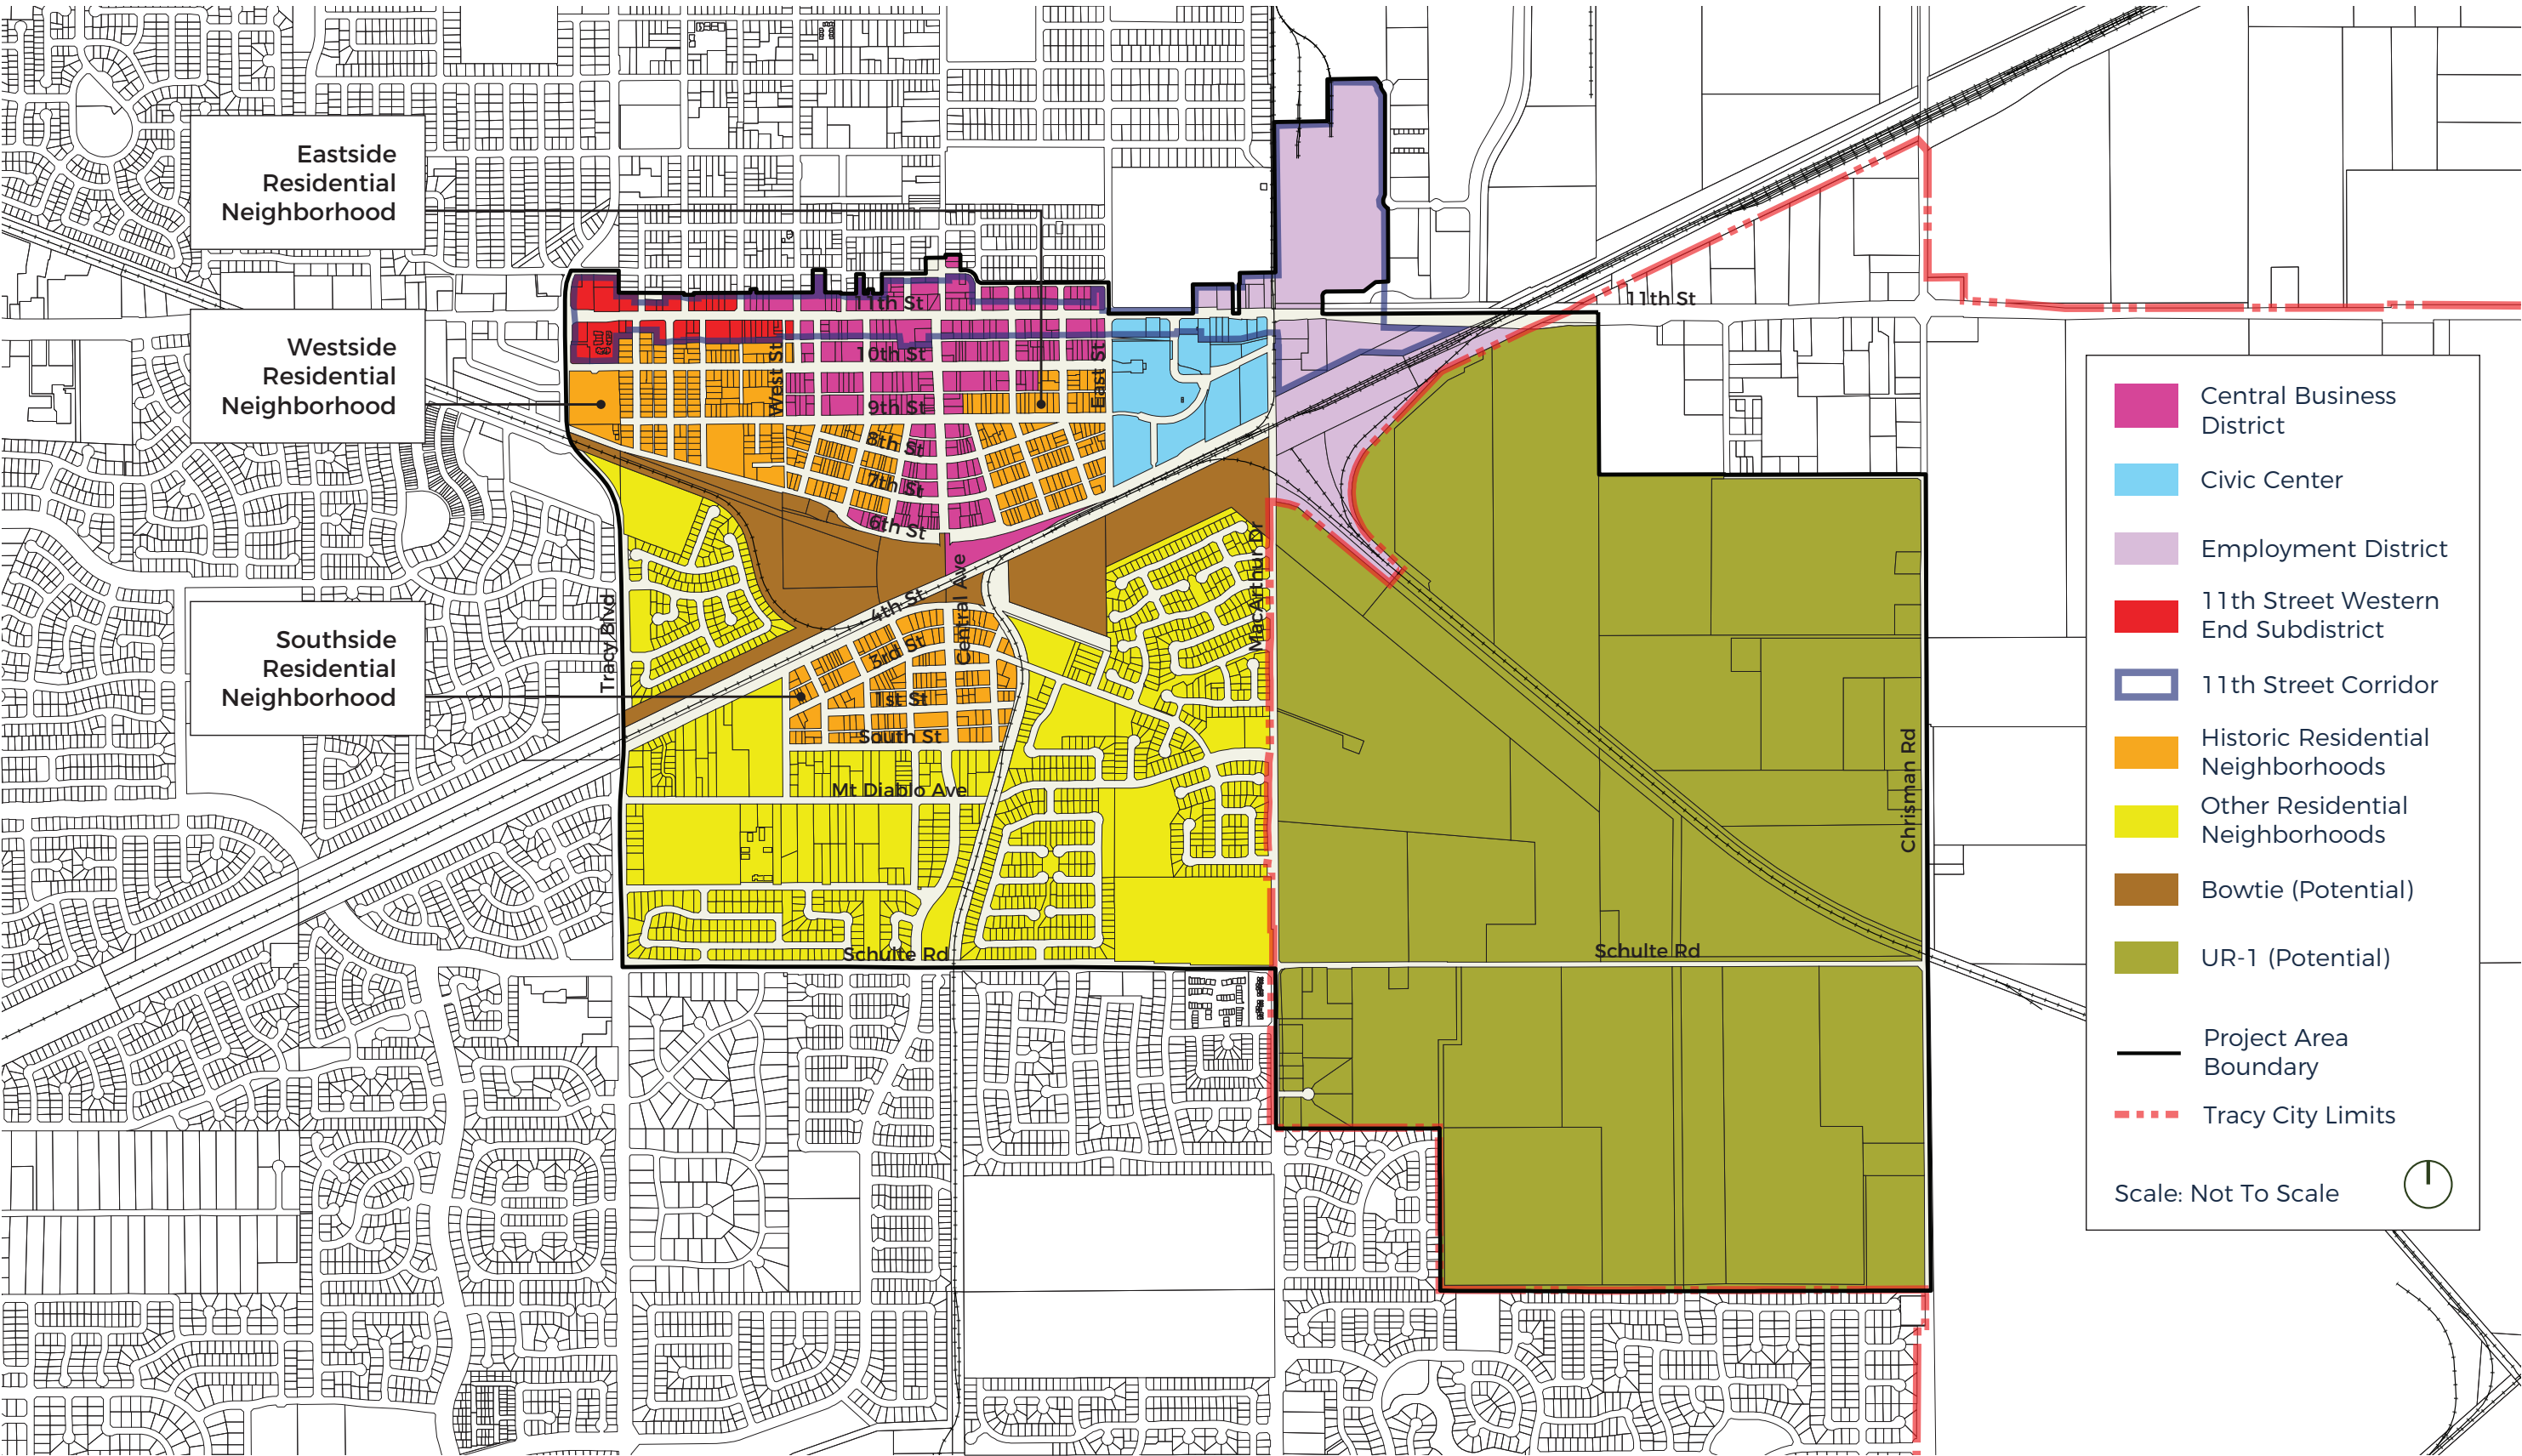 Eastside
Residential
Neighborhood
Westside
Residential
Neighborhood
Southside
Residential
Neighborhood
11th St
11th St
10th St
9th St
8th St
7th St
6th St
4th St
3rd St
1st St
South St
Mt Diablo Ave
Schulte Rd
Schulte Rd
West St
East St
Central Ave
Tracy Blvd
MacArthur Dr
Chrisman Rd
Central Business
District
Civic Center
Employment District
11th Street Western
End Subdistrict
11th Street Corridor
Historic Residential
Neighborhoods
Other Residential
Neighborhoods
Bowtie (Potential)
UR-1 (Potential)
Project Area
Boundary
Tracy City Limits
Scale: Not To Scale